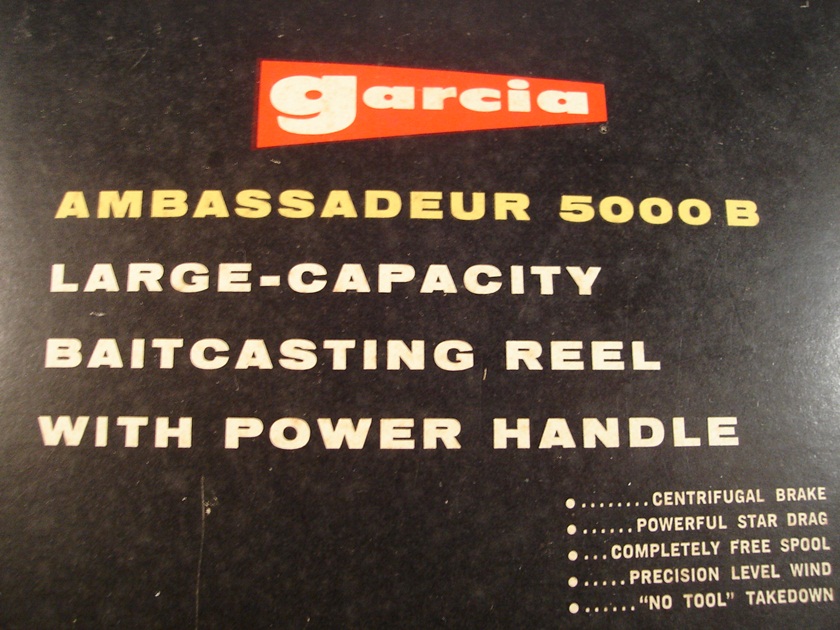 garcia
®
AMBASSADEUR 5000 B
LARGE-CAPACITY
BAITCASTING REEL
WITH POWER HANDLE
●........CENTRIFUGAL BRAKE
●......POWERFUL STAR DRAG
●...COMPLETELY FREE SPOOL
●.....PRECISION LEVEL WIND
●......“NO TOOL” TAKEDOWN